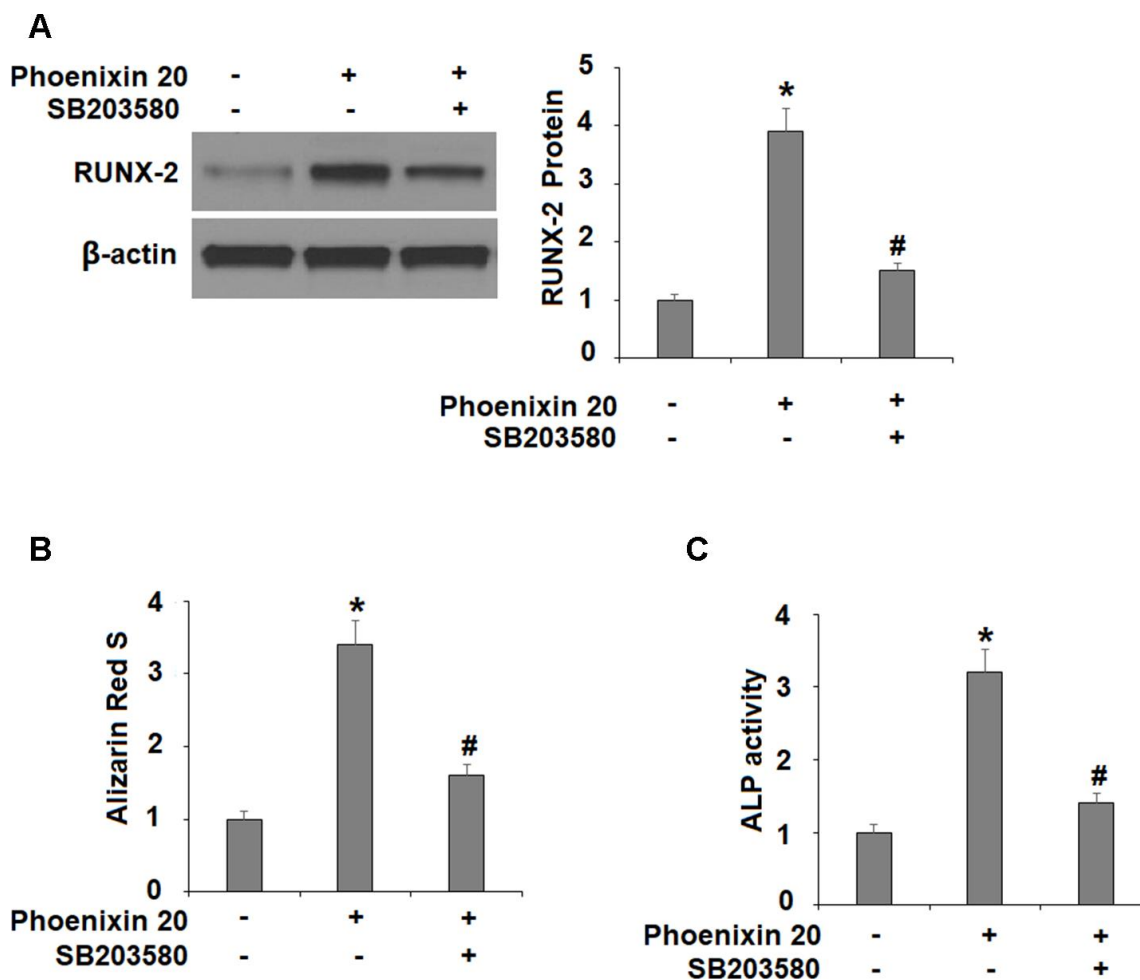 A
Phoenixin 20 - + +
SB203580 - - +
RUNX-2
β-actin
RUNX-2 Protein
5
4
3
2
1
0
*
#
Phoenixin 20 - + +
SB203580 - - +
B
Alizarin Red S
4
3
2
1
0
*
#
Phoenixin 20 - + +
SB203580 - - +
C
ALP activity
4
3
2
1
0
*
#
Phoenixin 20 - + +
SB203580 - - +